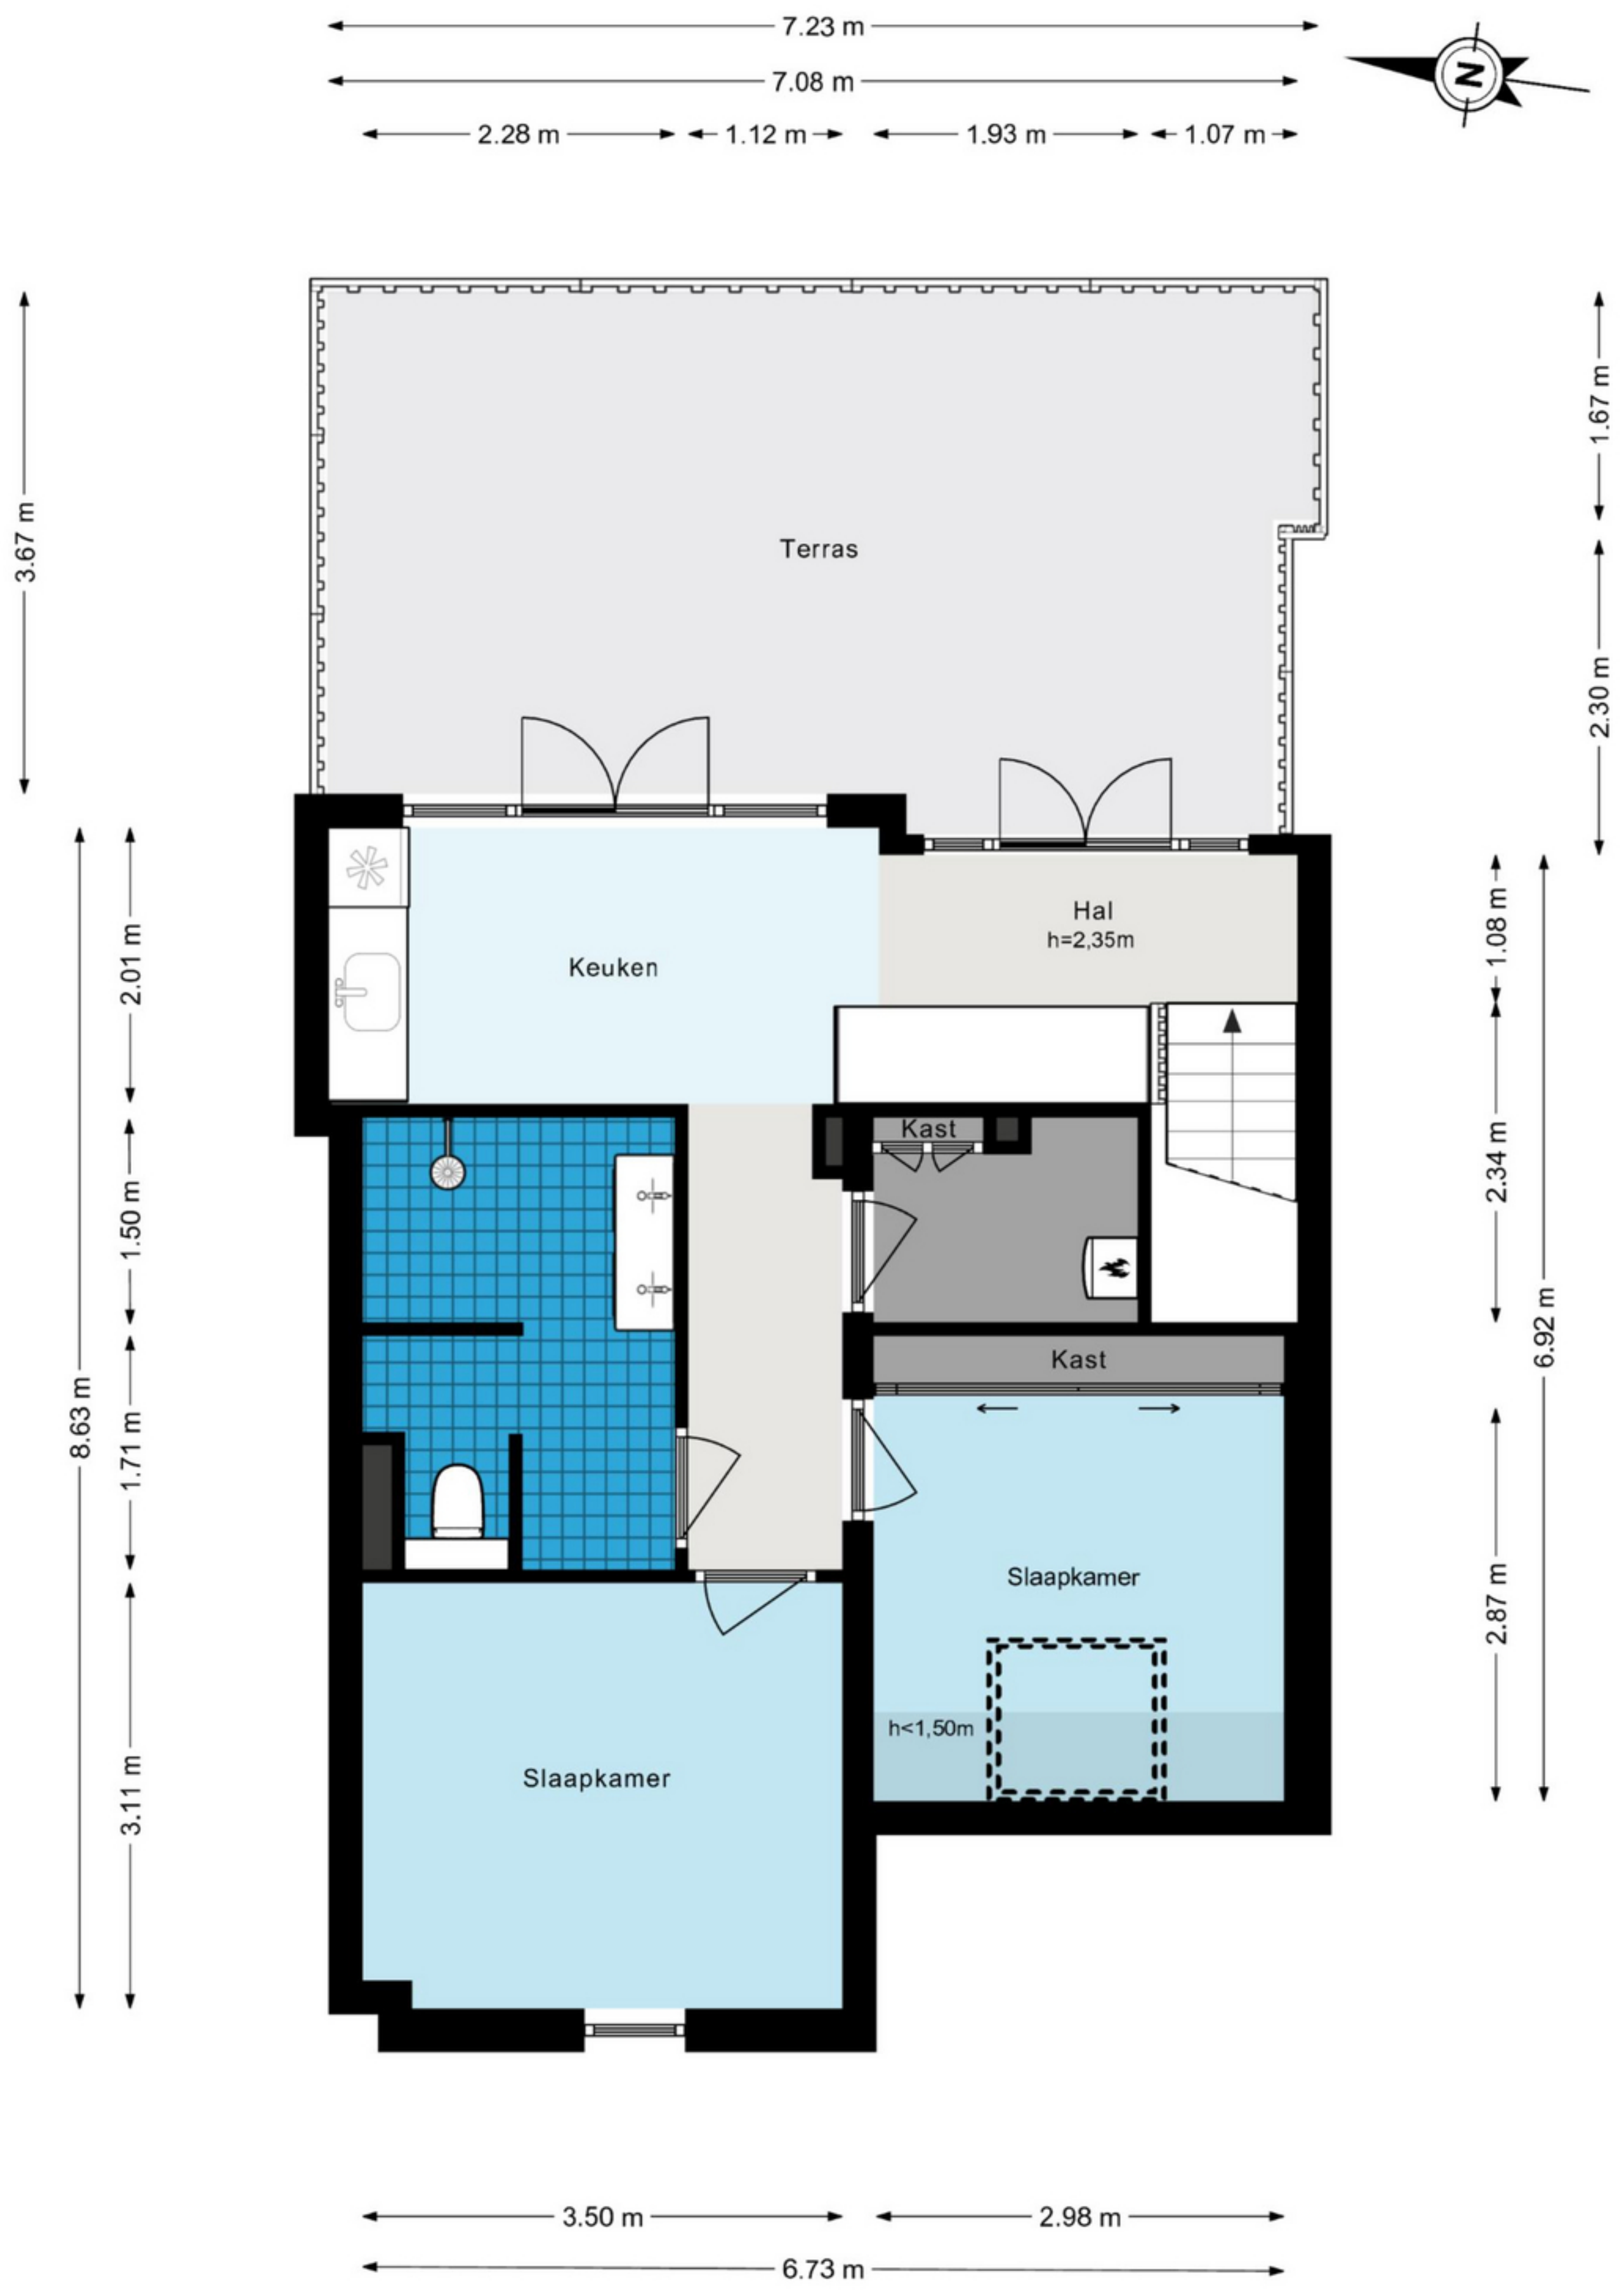 7.23 m
7.08 m
N
2.28 m
1.12 m
1.93 m
1.07 m
3.67 m
1.67 m
Terras
2.30 m
Hal
h=2,35m
1.08 m
2.01 m
Keuken
Kast
1.50 m
2.34 m
8.63 m
6.92 m
Kast
1.71 m
Slaapkamer
2.87 m
h<1,50m
Slaapkamer
3.11 m
3.50 m
2.98 m
6.73 m